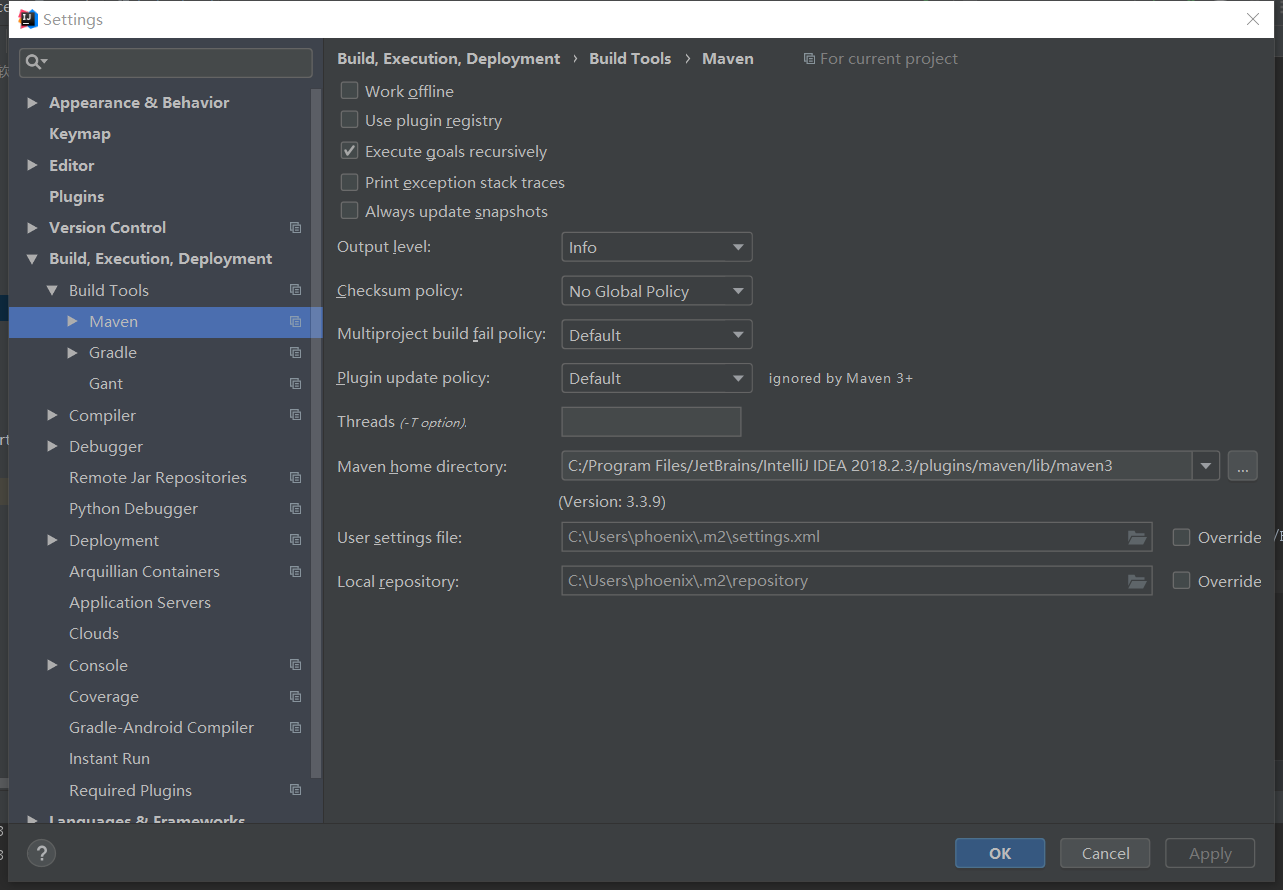 Settings
Build, Execution, Deployment › Build Tools › Maven For current project
Appearance & Behavior
Keymap
Editor
Plugins
Version Control
Build, Execution, Deployment
Build Tools
Maven
Gradle
Gant
Compiler
Debugger
Remote Jar Repositories
Python Debugger
Deployment
Arquillian Containers
Application Servers
Clouds
Console
Coverage
Gradle-Android Compiler
Instant Run
Required Plugins
Languages & Frameworks
Work offline
Use plugin registry
Execute goals recursively
Print exception stack traces
Always update snapshots
Output level: Info
Checksum policy: No Global Policy
Multiproject build fail policy: Default
Plugin update policy: Default ignored by Maven 3+
Threads (-T option).
Maven home directory: C:/Program Files/JetBrains/IntelliJ IDEA 2018.2.3/plugins/maven/lib/maven3 ...
(Version: 3.3.9)
User settings file: C:\Users\phoenix\.m2\settings.xml Override
Local repository: C:\Users\phoenix\.m2\repository Override
? OK Cancel Apply